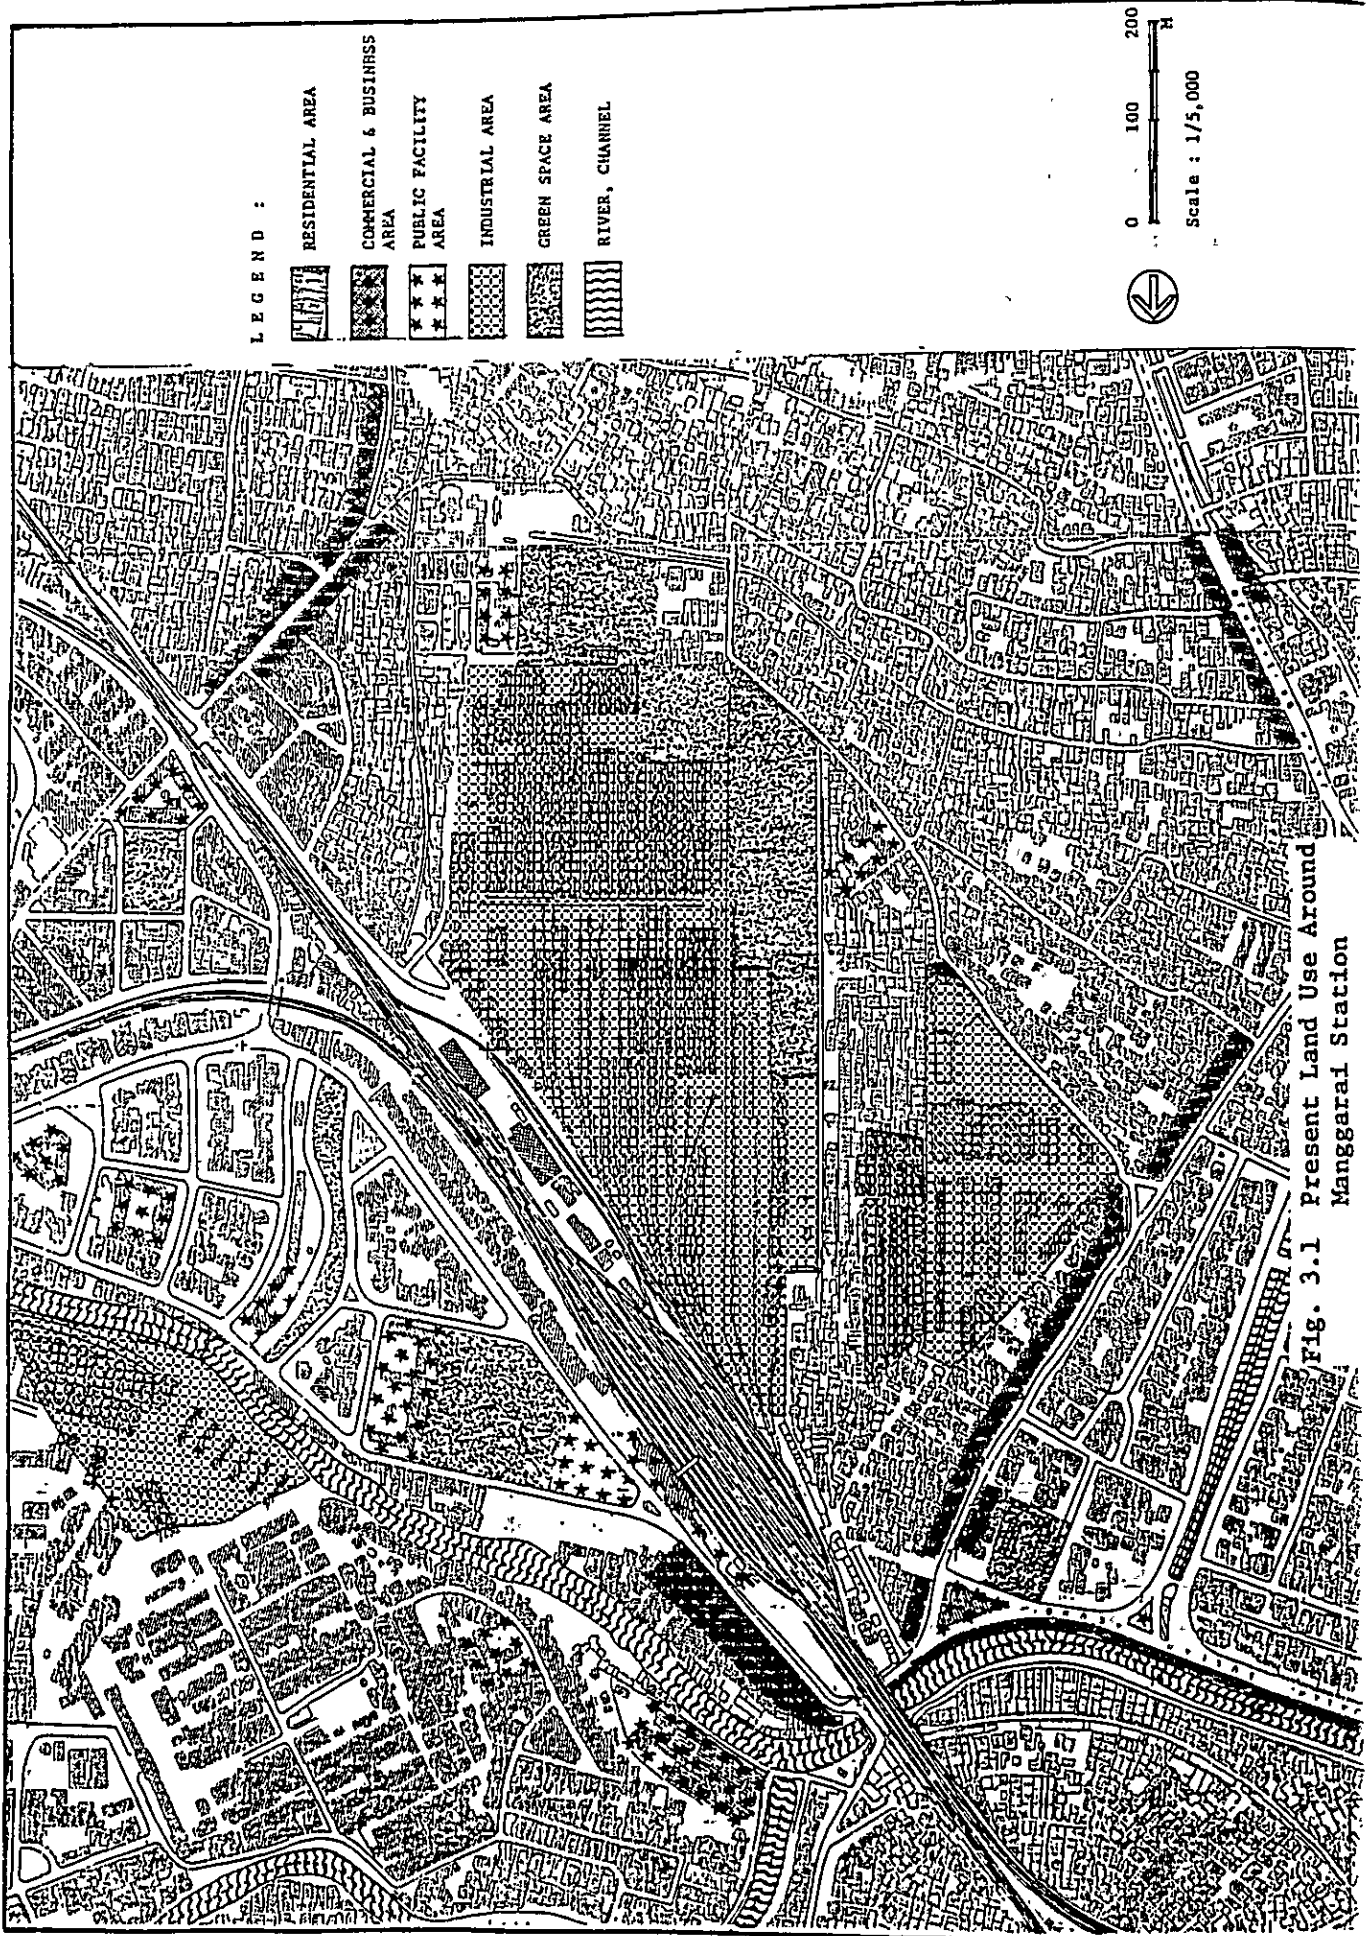 LEGEND :
RESIDENTIAL AREA
COMMERCIAL & BUSINBSS
AREA
PUBLIC FACILITY
AREA
INDUSTRIAL AREA
GREEN SPACE AREA
RIVER, CHANNEL
0 100 200
M
Scale : 1/5,000
Fig. 3.1 Present Land Use Around
Manggarai Station